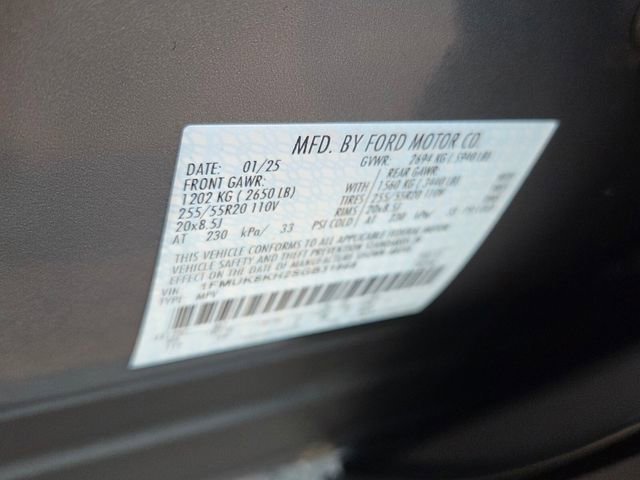 MFD. BY FORD MOTOR CO.
DATE: 01/25 GVWR: 2694 KG ( 5940 LB)
FRONT GAWR: REAR GAWR:
1202 KG ( 2650 LB) WITH 1560 KG ( 3440 LB)
255/55R20 110V TIRES 255/55R20 110V
20x8.5J RIMS 20x8.5J
AT 230 kPa/ 33 PSI COLD AT 230 kPa/ 33 PSI COLD
THIS VEHICLE CONFORMS TO ALL APPLICABLE FEDERAL MOTOR
VEHICLE SAFETY AND THEFT PREVENTION STANDARDS IN
EFFECT ON THE DATE OF MANUFACTURE SHOWN ABOVE.
VIN:
TYPE: MPV